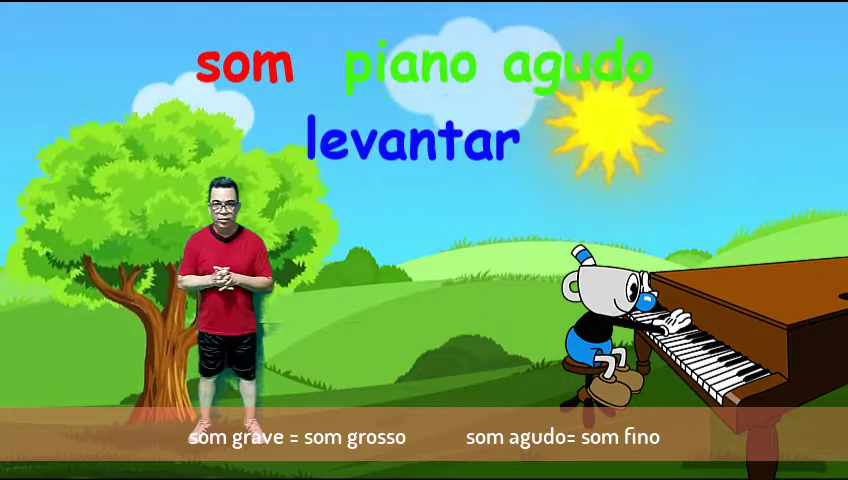 som piano agudo
levantar
som grave = som grosso som agudo= som fino